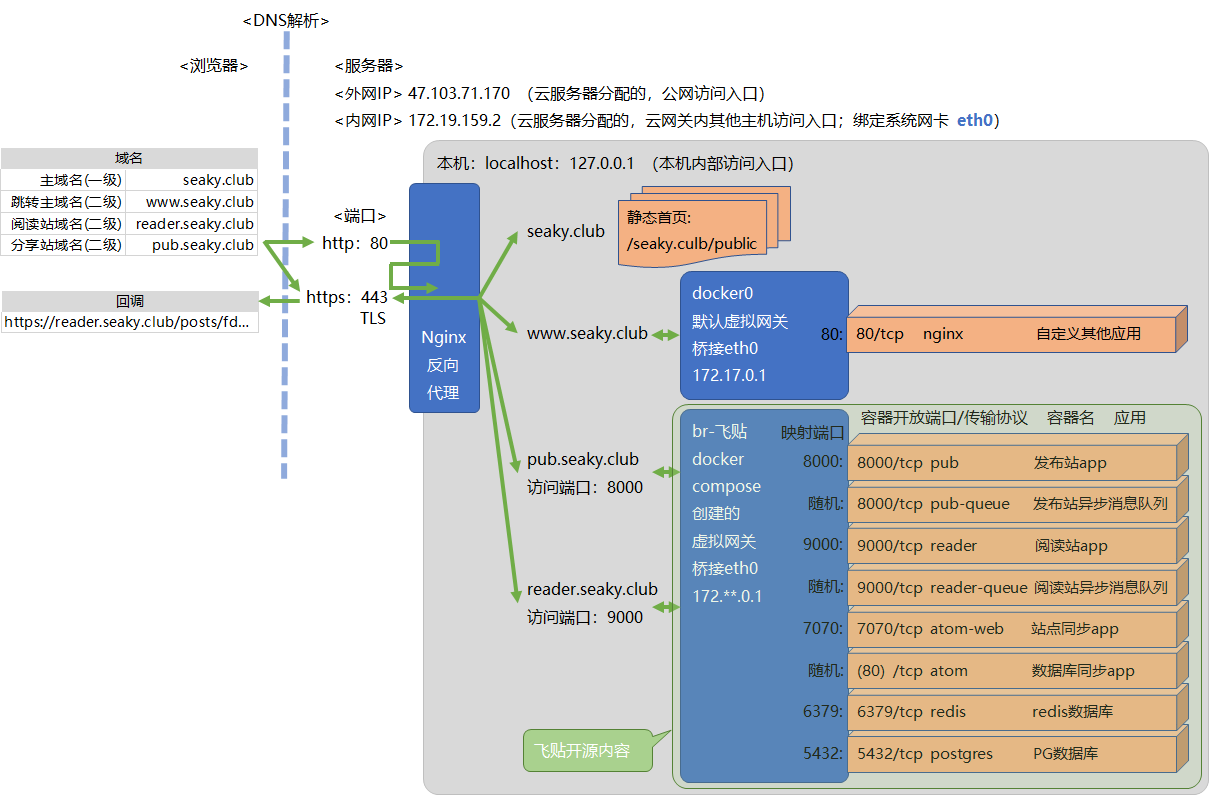 <DNS解析>
<浏览器>
<服务器>
<外网IP> 47.103.71.170 （云服务器分配的，公网访问入口）
<内网IP> 172.19.159.2（云服务器分配的，云网关内其他主机访问入口；绑定系统网卡 eth0）
域名
主域名(一级) seaky.club
跳转主域名(二级) www.seaky.club
阅读站域名(二级) reader.seaky.club
分享站域名(二级) pub.seaky.club
回调
https://reader.seaky.club/posts/fd...
<端口>
http：80
https：443
TLS
本机：localhost：127.0.0.1 （本机内部访问入口）
Nginx
反向
代理
seaky.club
静态首页:
/seaky.culb/public
www.seaky.club
docker0
默认虚拟网关
桥接eth0
172.17.0.1
80:
80/tcp nginx 自定义其他应用
pub.seaky.club
访问端口：8000
reader.seaky.club
访问端口：9000
br-飞贴
docker
compose
创建的
虚拟网关
桥接eth0
172.**.0.1
映射端口 容器开放端口/传输协议 容器名 应用
8000: 8000/tcp pub 发布站app
随机: 8000/tcp pub-queue 发布站异步消息队列
9000: 9000/tcp reader 阅读站app
随机: 9000/tcp reader-queue 阅读站异步消息队列
7070: 7070/tcp atom-web 站点同步app
随机: (80) /tcp atom 数据库同步app
6379: 6379/tcp redis redis数据库
5432: 5432/tcp postgres PG数据库
飞贴开源内容